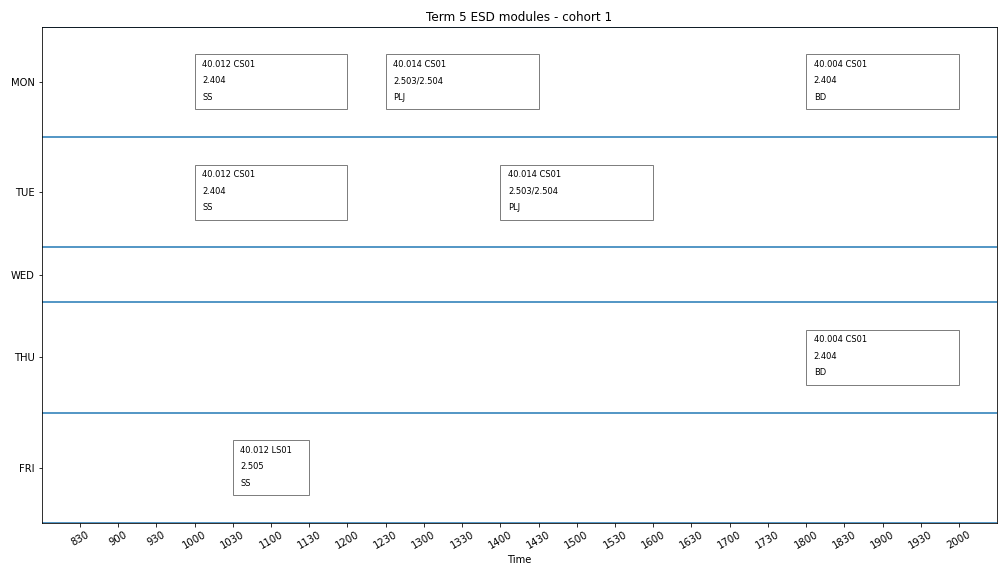 Term 5 ESD modules - cohort 1
MON
40.012 CS01
2.404
SS
40.014 CS01
2.503/2.504
PLJ
40.004 CS01
2.404
BD
TUE
40.012 CS01
2.404
SS
40.014 CS01
2.503/2.504
PLJ
WED
THU
40.004 CS01
2.404
BD
FRI
40.012 LS01
2.505
SS
830 900 930 1000 1030 1100 1130 1200 1230 1300 1330 1400 1430 1500 1530 1600 1630 1700 1730 1800 1830 1900 1930 2000
Time